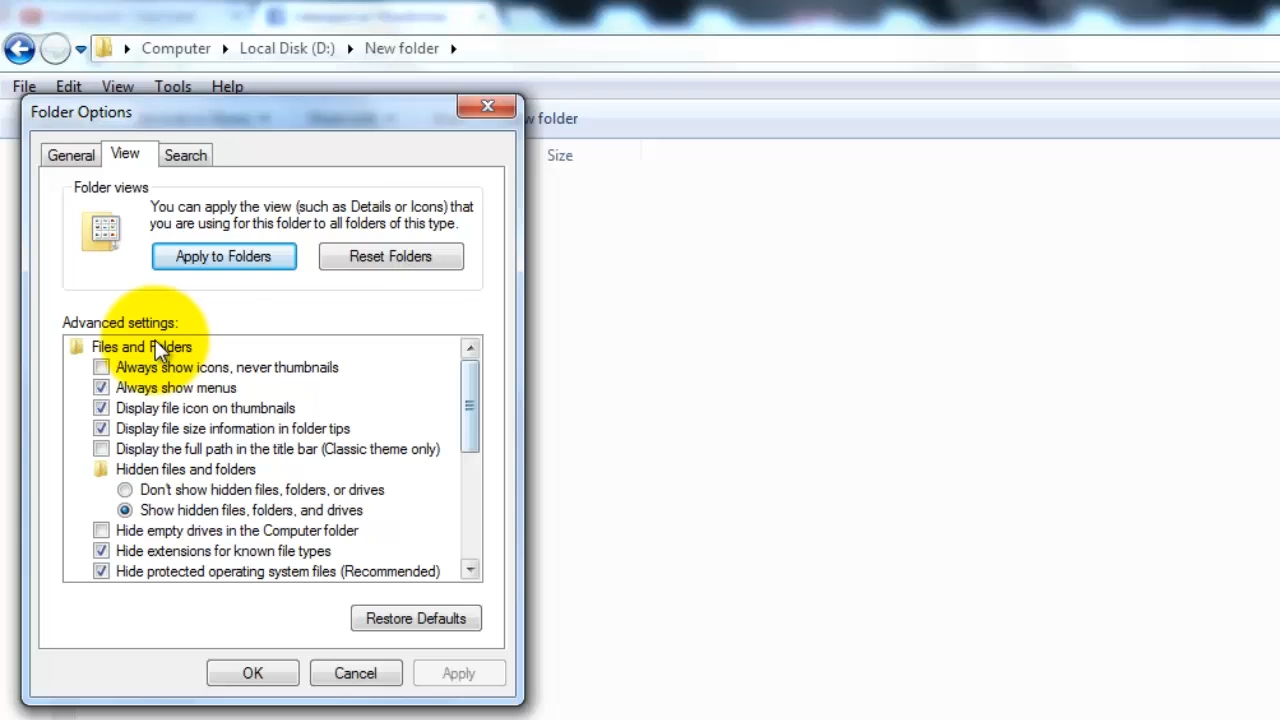 Computer Local Disk (D:) New folder
File Edit View Tools Help
Folder Options
folder
General View Search
Size
Folder views
You can apply the view (such as Details or Icons) that
you are using for this folder to all folders of this type.
Apply to Folders Reset Folders
Advanced settings:
Files and Folders
Always show icons, never thumbnails
Always show menus
Display file icon on thumbnails
Display file size information in folder tips
Display the full path in the title bar (Classic theme only)
Hidden files and folders
Don't show hidden files, folders, or drives
Show hidden files, folders, and drives
Hide empty drives in the Computer folder
Hide extensions for known file types
Hide protected operating system files (Recommended)
Restore Defaults
OK Cancel Apply